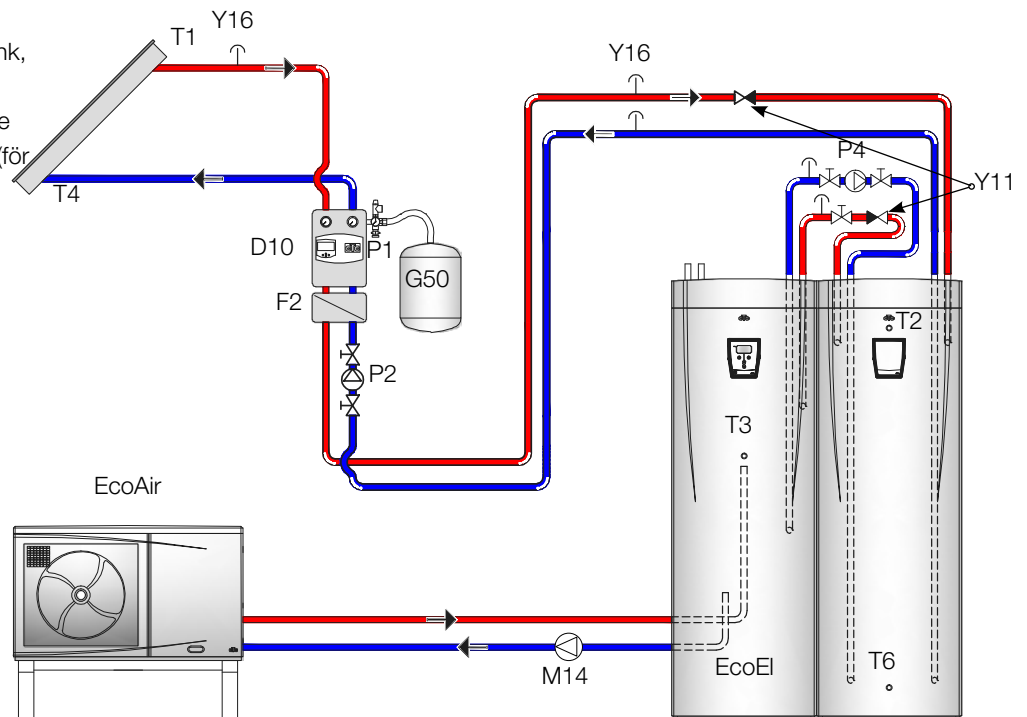 Y16
T1
nk,
Y16
e
(för
P4
T4
Y11
D10
P1
G50
F2
T2
P2
T3
EcoAir
EcoEl
T6
M14